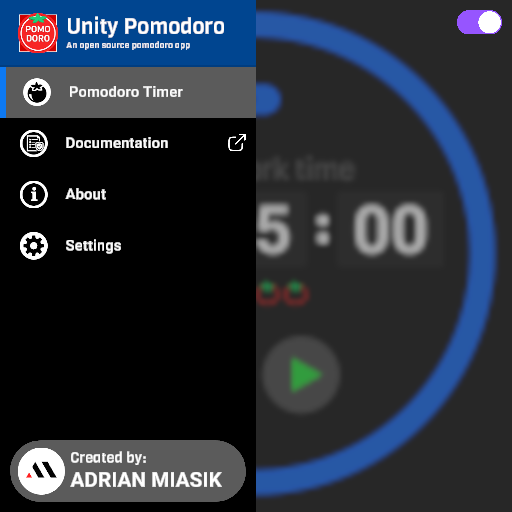 POMO
DORO
Unity Pomodoro
An open source pomodoro app
Pomodoro Timer
Documentation
About
Settings
rk time
5 : 00
Created by:
ADRIAN MIASIK